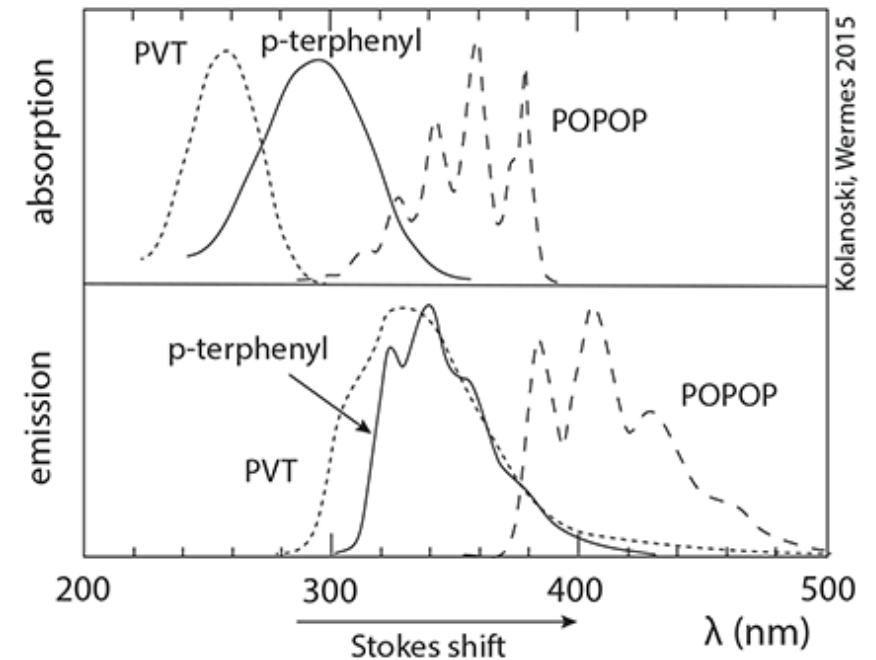 PVT
p-terphenyl
POPOP
absorption
Kolanoski, Wermes 2015
p-terphenyl
POPOP
PVT
emission
200
300
400
500
λ (nm)
Stokes shift